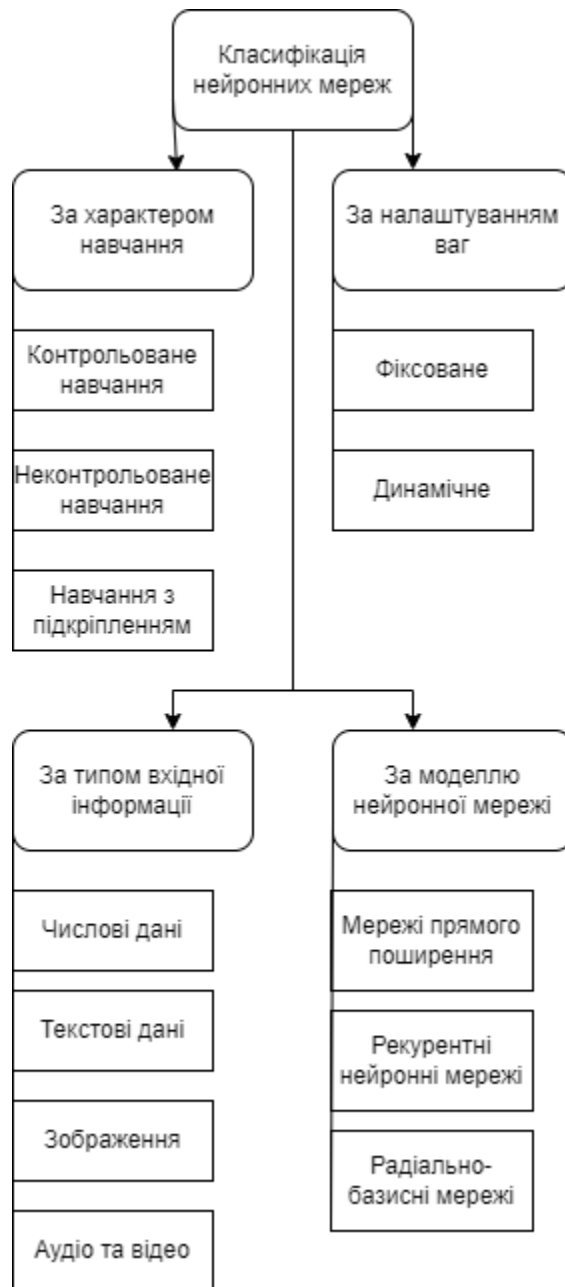 Класифікація
нейронних мереж
За характером
навчання
Контрольоване
навчання
Неконтрольоване
навчання
Навчання з
підкріпленням
За налаштуванням
ваг
Фіксоване
Динамічне
За типом вхідної
інформації
Числові дані
Текстові дані
Зображення
Аудіо та відео
За моделлю
нейронної мережі
Мережі прямого
поширення
Рекурентні
нейронні мережі
Радіально-
базисні мережі